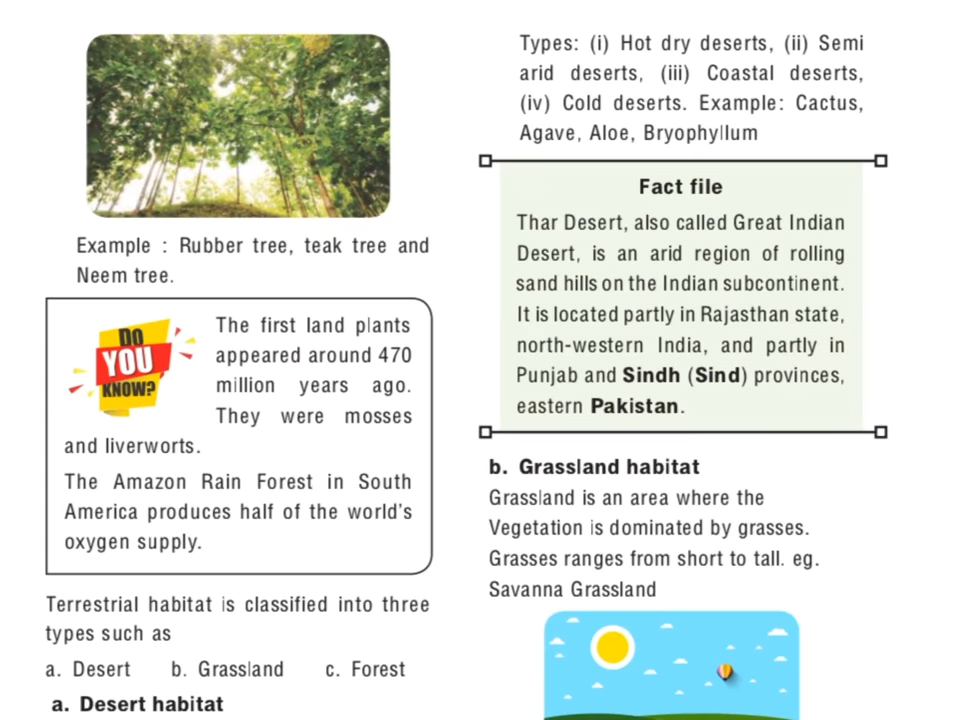 Example : Rubber tree, teak tree and
Neem tree.
DO
YOU
KNOW?
The first land plants
appeared around 470
million years ago.
They were mosses
and liverworts.
The Amazon Rain Forest in South
America produces half of the world's
oxygen supply.
Terrestrial habitat is classified into three
types such as
a. Desert b. Grassland c. Forest
a. Desert habitat
Types: (i) Hot dry deserts, (ii) Semi
arid deserts, (iii) Coastal deserts,
(iv) Cold deserts. Example: Cactus,
Agave, Aloe, Bryophyllum
Fact file
Thar Desert, also called Great Indian
Desert, is an arid region of rolling
sand hills on the Indian subcontinent.
It is located partly in Rajasthan state,
north-western India, and partly in
Punjab and Sindh (Sind) provinces,
eastern Pakistan.
b. Grassland habitat
Grassland is an area where the
Vegetation is dominated by grasses.
Grasses ranges from short to tall. eg.
Savanna Grassland